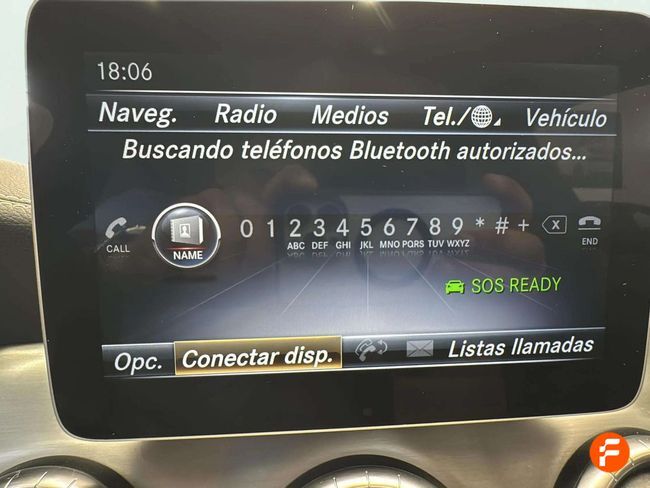 18:06
Naveg. Radio Medios Tel./ Vehículo
Buscando teléfonos Bluetooth autorizados...
CALL NAME 0 1 2 3 4 5 6 7 8 9 * # + X END
ABC DEF GHI JKL MNO PQRS TUV WXYZ
SOS READY
Opc. Conectar disp. Listas llamadas